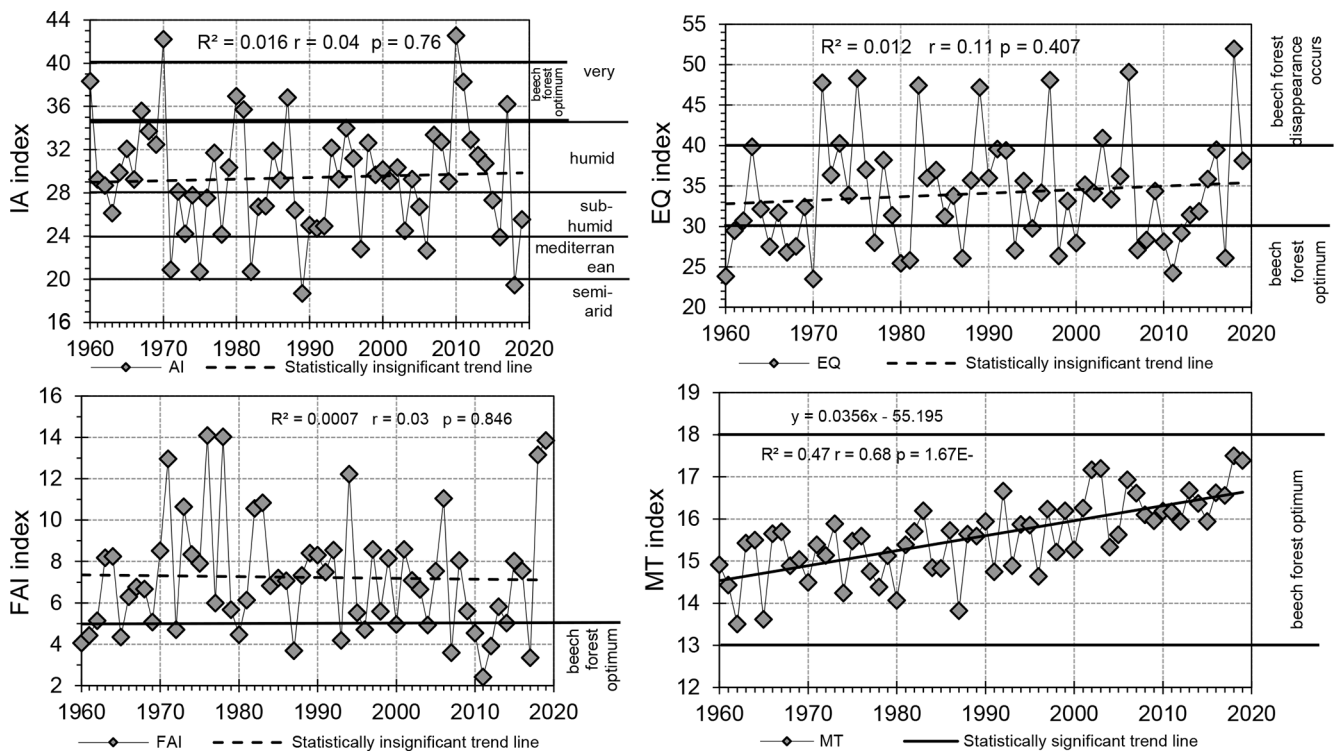 R² = 0.016 r = 0.04 p = 0.76
IA index
44
40
36
32
28
24
20
16
very
beech
forest
optimum
humid
sub-
humid
mediterran
ean
semi-
arid
1960 1970 1980 1990 2000 2010 2020
AI Statistically insignificant trend line
R² = 0.012 r = 0.11 p = 0.407
EQ index
55
50
45
40
35
30
25
20
beech forest
disappearance
occurs
beech
forest
optimum
1960 1970 1980 1990 2000 2010 2020
EQ Statistically insignificant trend line
R² = 0.0007 r = 0.03 p = 0.846
FAI index
16
14
12
10
8
6
4
2
beech
forest
optimum
1960 1970 1980 1990 2000 2010 2020
FAI Statistically insignificant trend line
y = 0.0356x - 55.195
R² = 0.47 r = 0.68 p = 1.67E-
MT index
19
18
17
16
15
14
13
12
beech forest optimum
1960 1970 1980 1990 2000 2010 2020
MT Statistically significant trend line